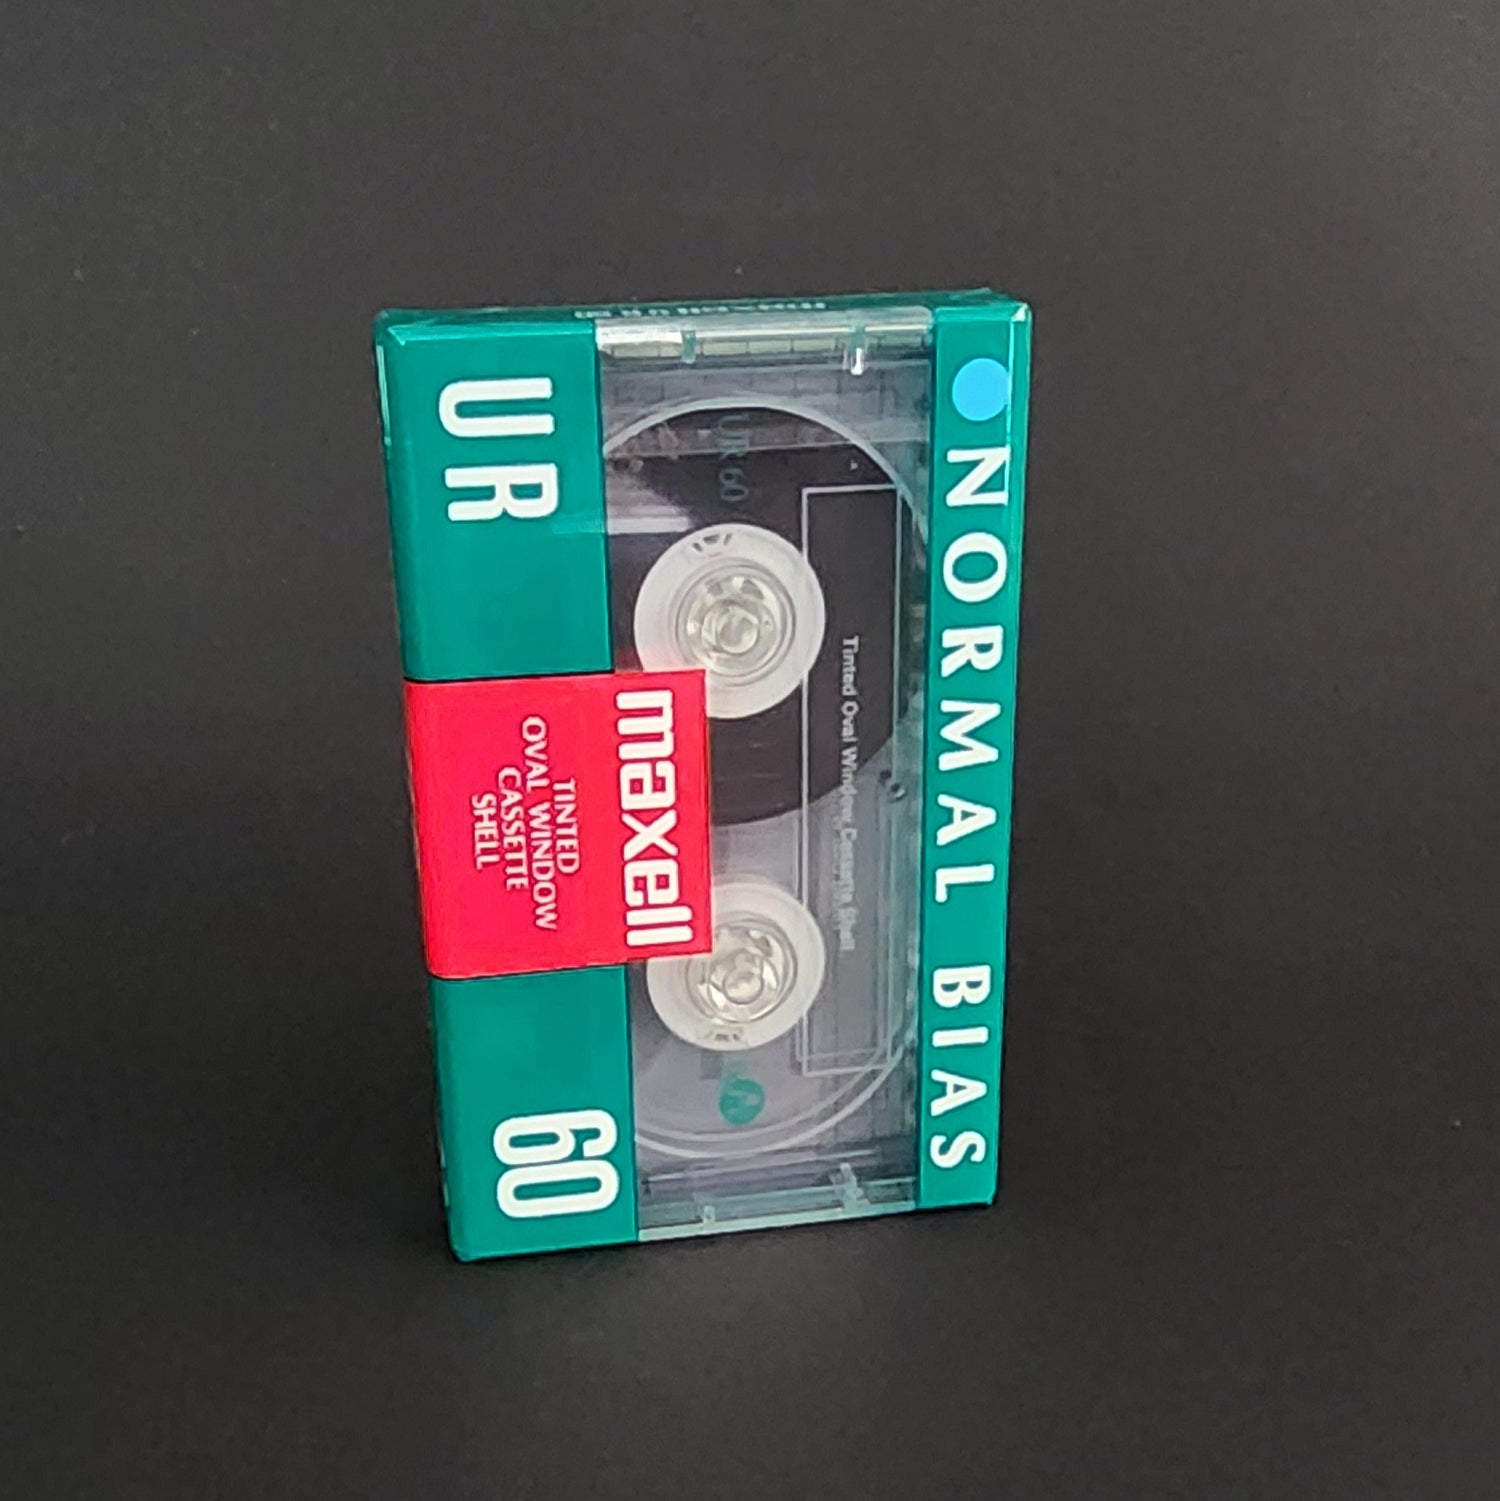 NORMAL BIAS
UR 60
Tinted Oval Window Cassette Shell
maxell
TINTED
OVAL WINDOW
CASSETTE
SHELL
UR
60